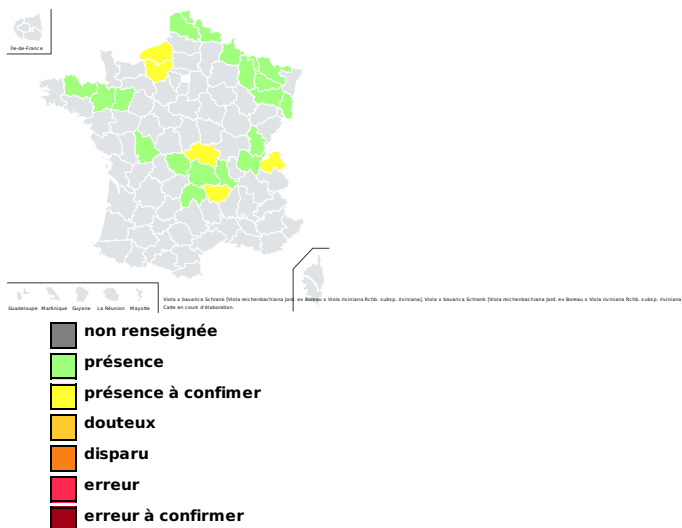 Île-de-France
Guadeloupe Martinique Guyane La Réunion Mayotte
Viola x bavarica Schrank [Viola reichenbachiana Jord. ex Boreau x Viola riviniana Rchb. subsp. riviniana], Viola x bavarica Schrank [Viola reichenbachiana Jord. ex Boreau x Viola riviniana Rchb. subsp. riviniana
Carte en cours d'élaboration.
non renseignée
présence
présence à confimer
douteux
disparu
erreur
erreur à confirmer